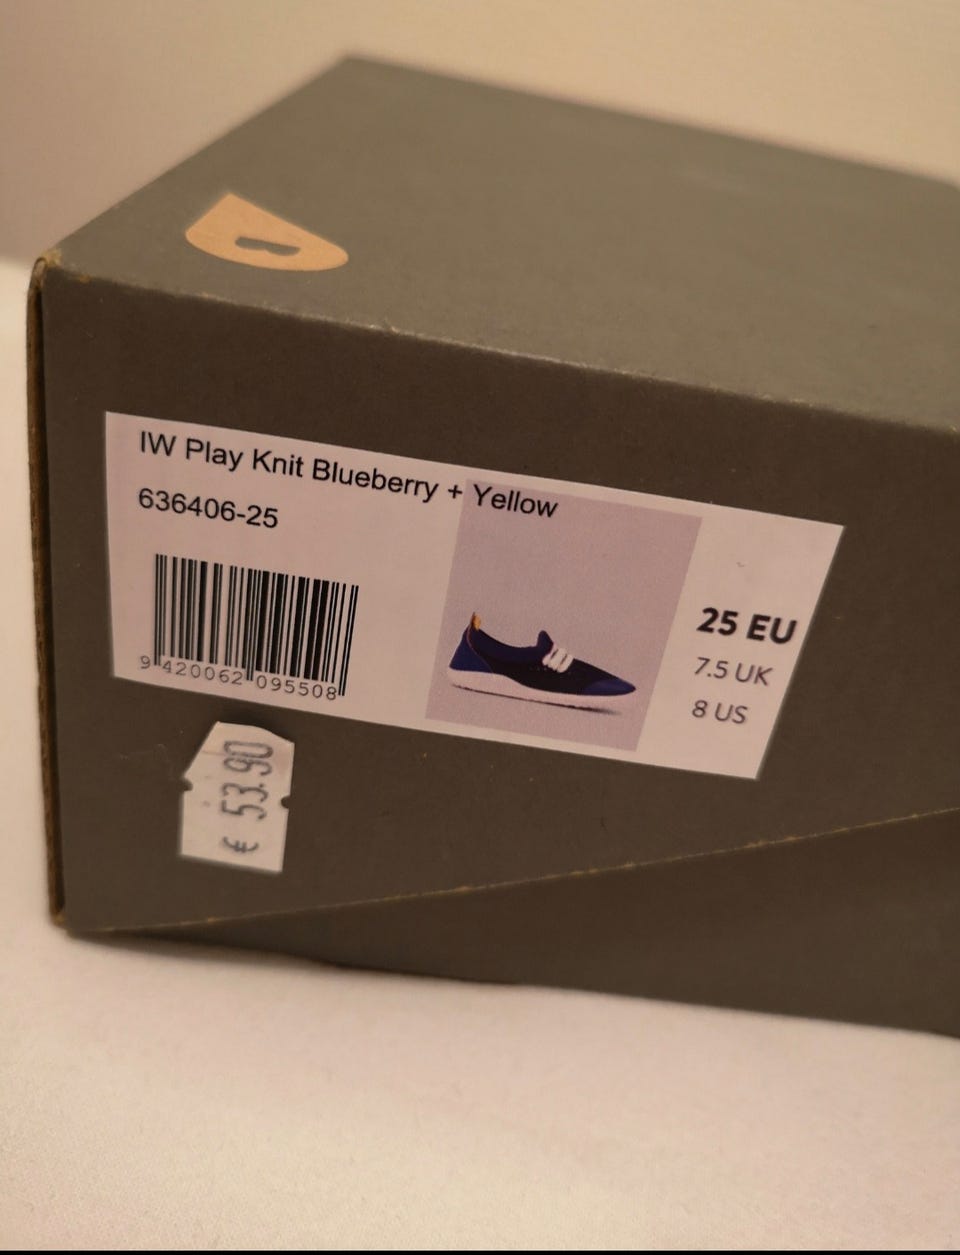 IW Play Knit Blueberry + Yellow
636406-25
9 420062 095508
25 EU
7.5 UK
8 US
€ 53.90